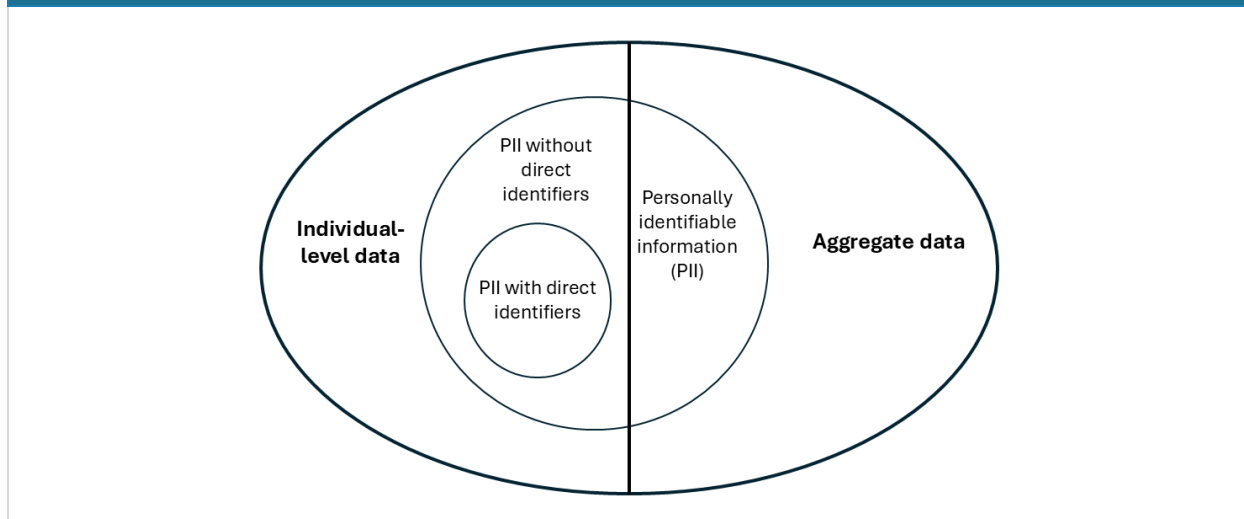 PII without
direct
identifiers
Personally
identifiable
information
(PII)
Individual-
level data
Aggregate data
PII with direct
identifiers